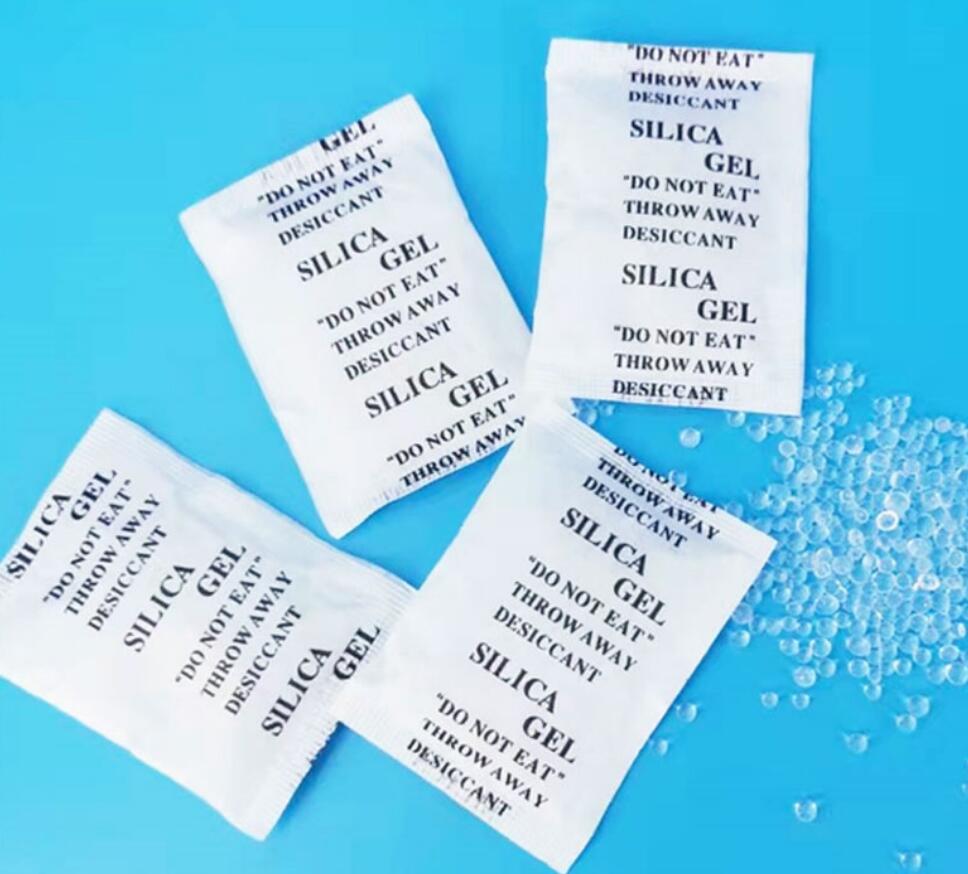 "DO NOT EAT"
THROW AWAY
DESICCANT
SILICA
GEL
"DO NOT EAT"
THROW AWAY
DESICCANT
SILICA
GEL
"DO NOT EAT"
THROW AWAY
DESICCANT
GEL
"DO NOT EAT"
THROW AWAY
DESICCANT
SILICA
GEL
"DO NOT EAT"
THROW AWAY
DESICCANT
SILICA
GEL
"DO NOT EAT"
THROW AWAY
SILICA
GEL
"DO NOT EAT"
THROW AWAY
DESICCANT
SILICA
GEL
"DO NOT EAT"
THROW AWAY
DESICCANT
SILICA
GEL
DO NOT EAT
THROW AWAY
DESICCANT
SILICA
GEL
"DO NOT EAT"
THROW AWAY
DESICCANT
SILICA
GEL
"DO NOT EAT"
THROW AWAY
DESICCANT